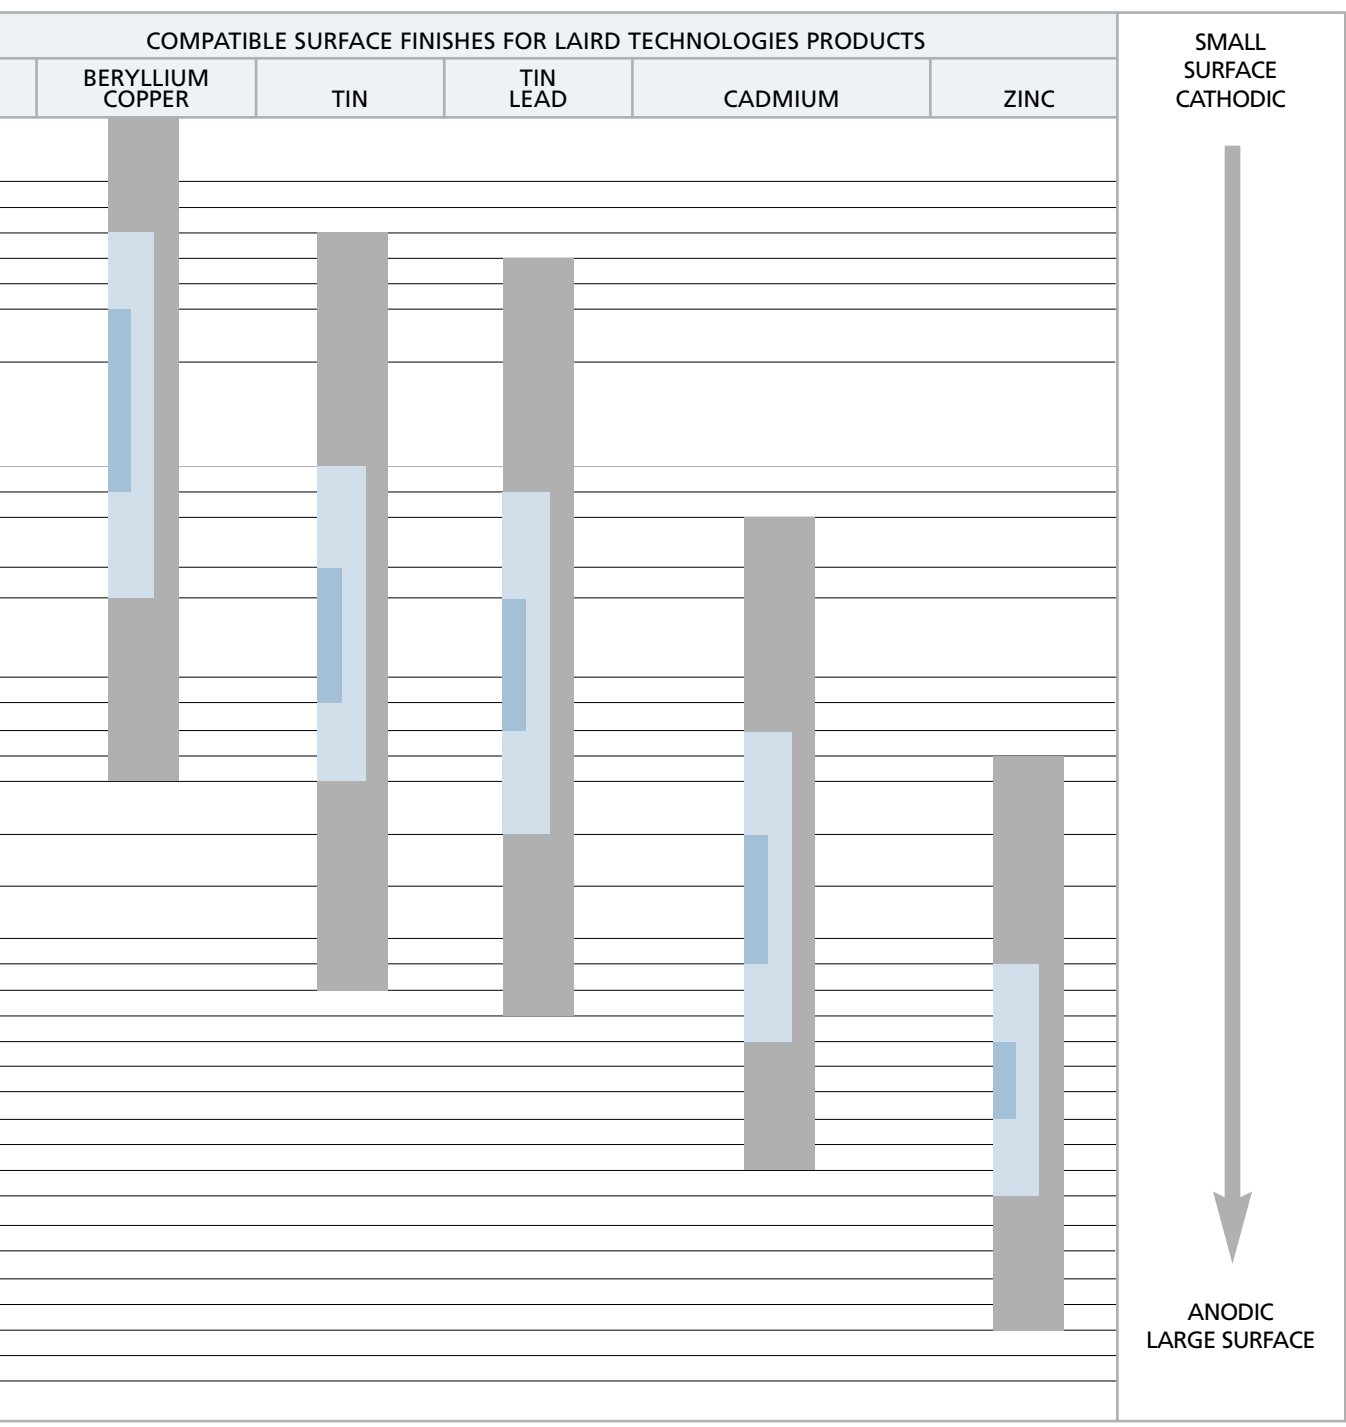 COMPATIBLE SURFACE FINISHES FOR LAIRD TECHNOLOGIES PRODUCTS
BERYLLIUM
COPPER
TIN
TIN
LEAD
CADMIUM
ZINC
SMALL
SURFACE
CATHODIC
ANODIC
LARGE SURFACE